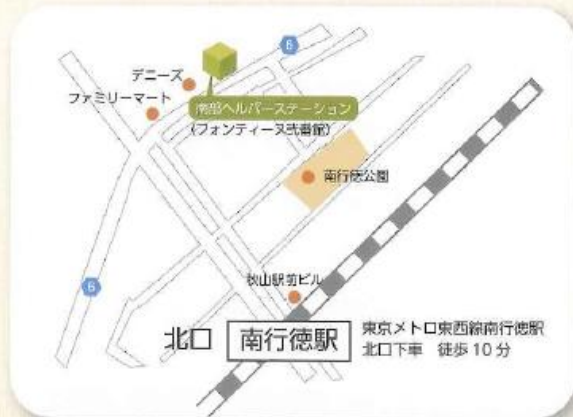 6
デニーズ
ファミリーマート
南部ヘルパーステーション
(フォンティーヌ弐番館)
南行徳公園
6
秋山駅前ビル
北口 南行徳駅
東京メトロ東西線南行徳駅
北口下車 徒歩10分